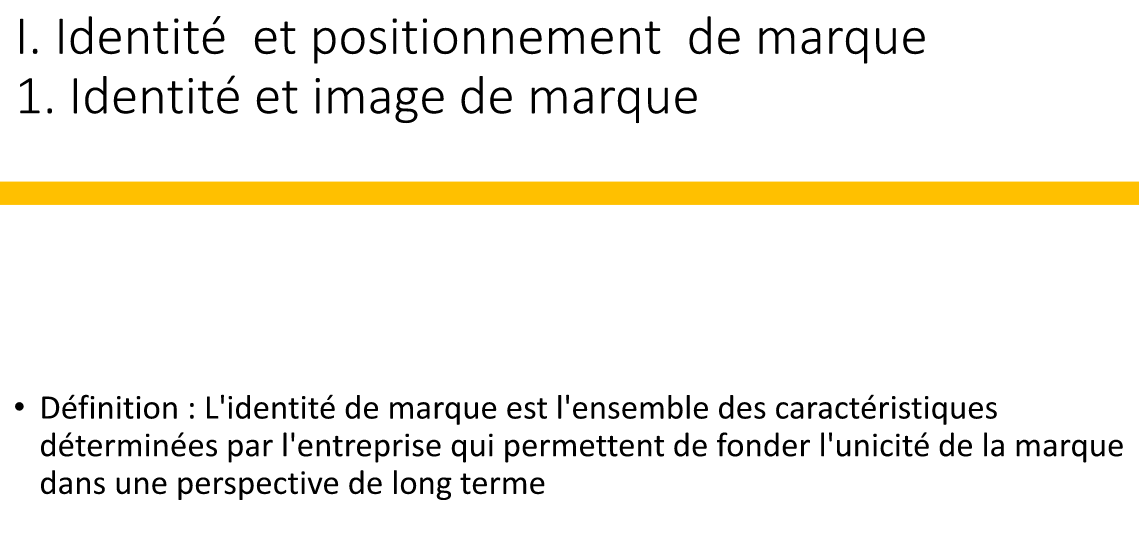 I. Identité  et positionnement  de marque
1. Identité et image de marque
• Définition : L'identité de marque est l'ensemble des caractéristiques
déterminées par l'entreprise qui permettent de fonder l'unicité de la marque
dans une perspective de long terme